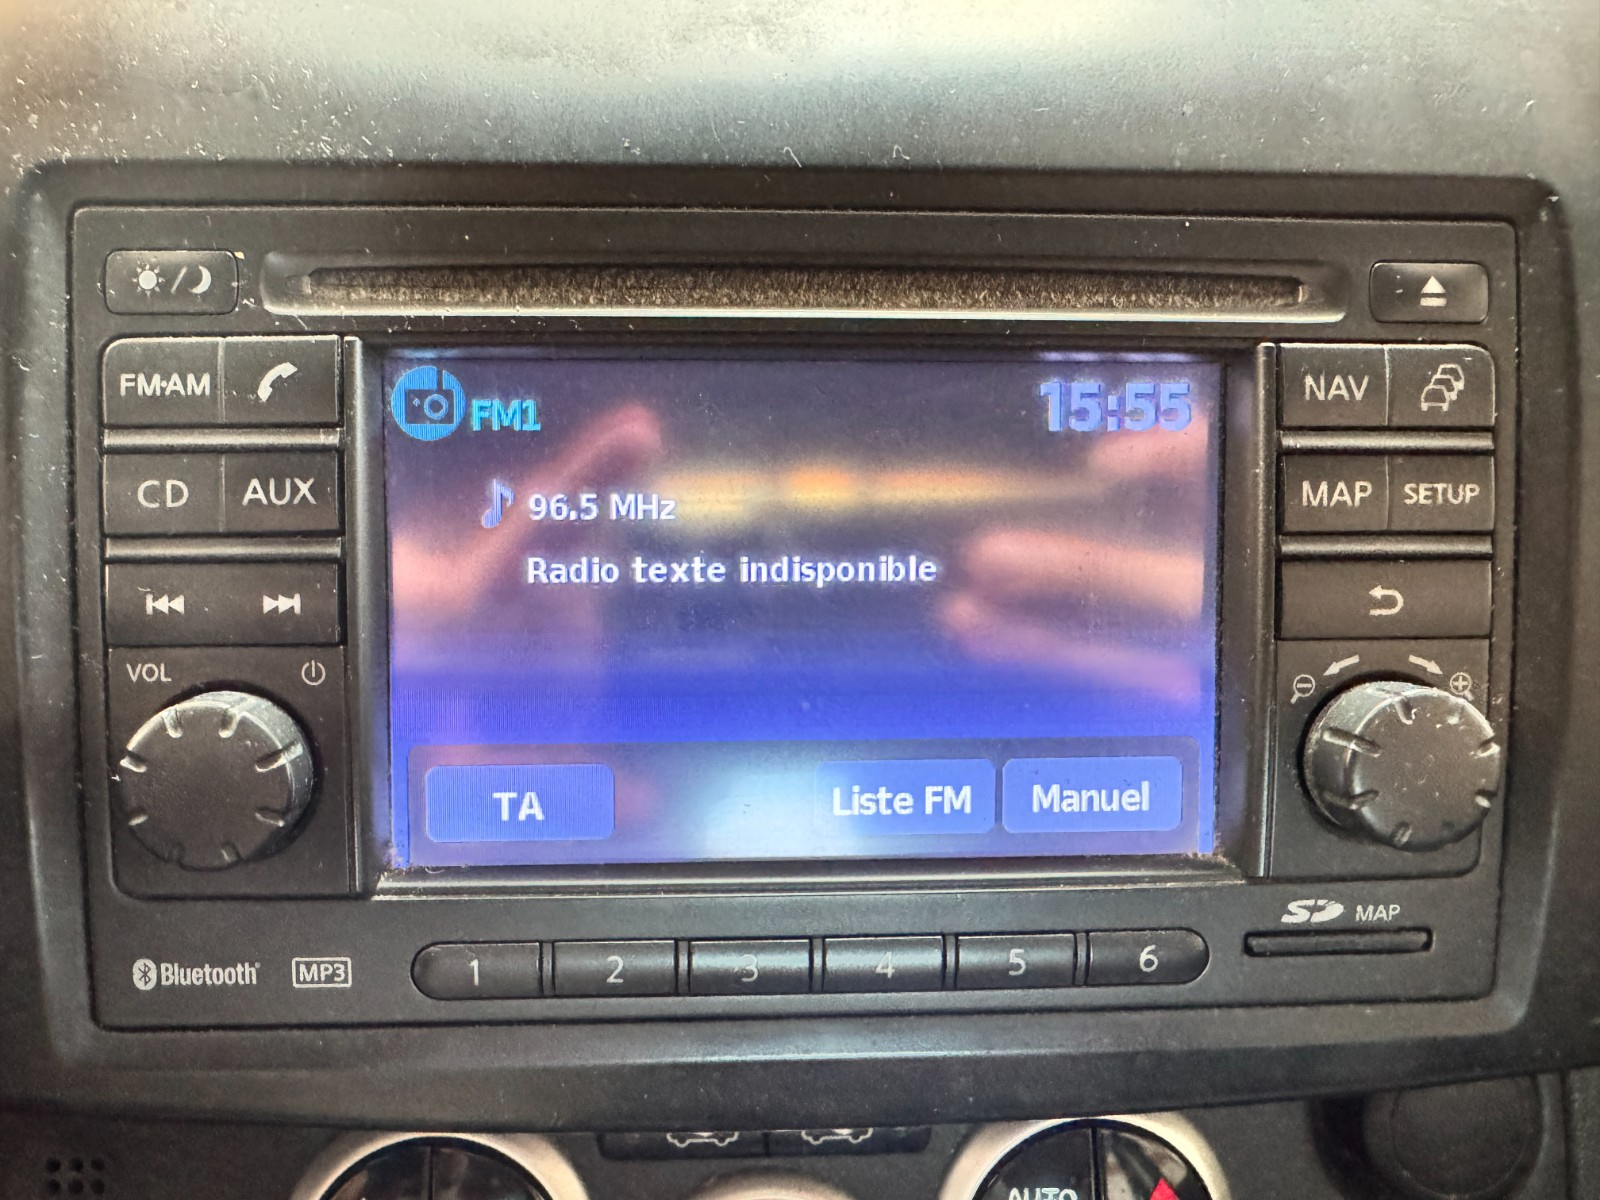 FM·AM
CD
AUX
VOL
FM1
15:55
96.5 MHz
Radio texte indisponible
TA
Liste FM
Manuel
NAV
MAP
SETUP
SD MAP
Bluetooth
MP3
1
2
3
4
5
6
AUTO